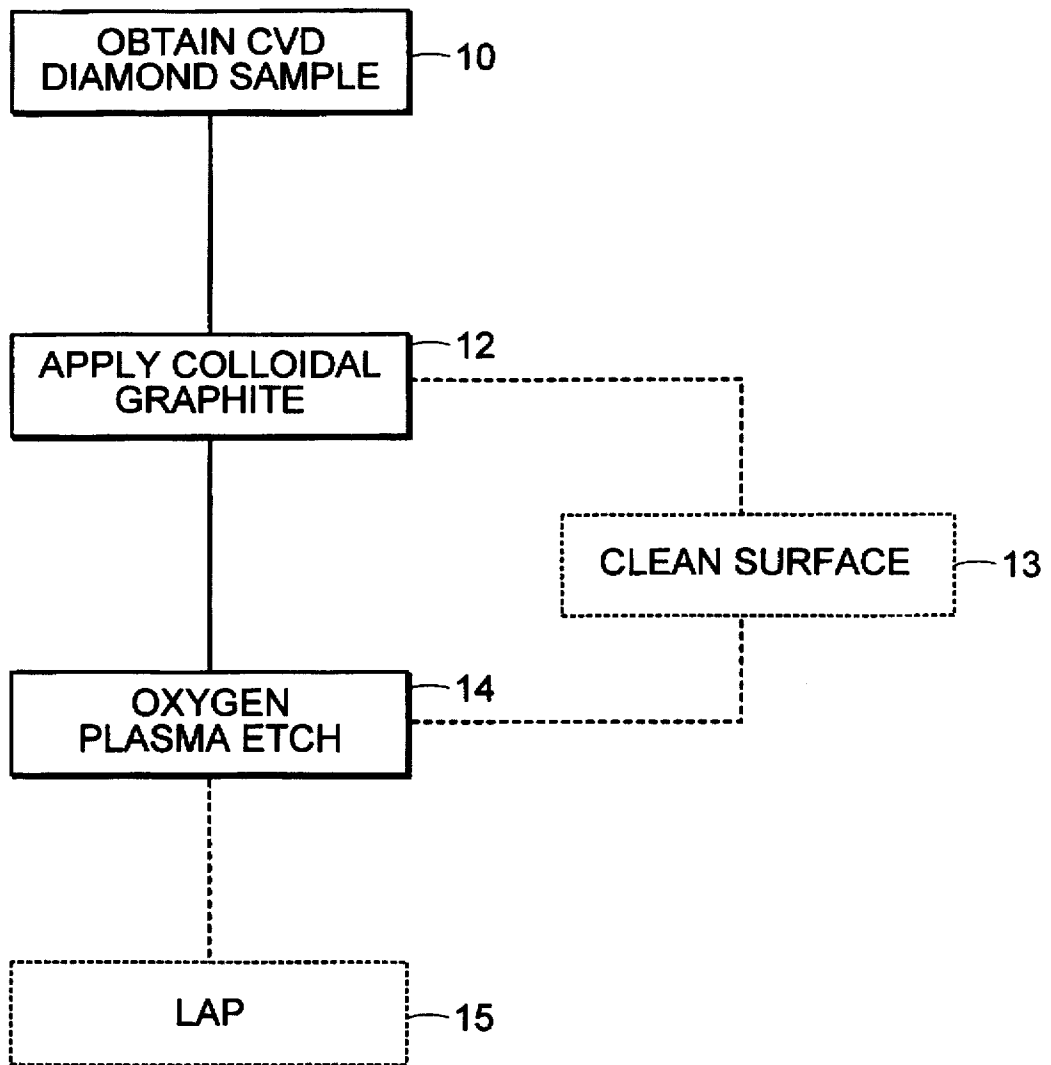 OBTAIN CVD
DIAMOND SAMPLE
10
APPLY COLLOIDAL
GRAPHITE
12
CLEAN SURFACE
13
OXYGEN
PLASMA ETCH
14
LAP
15